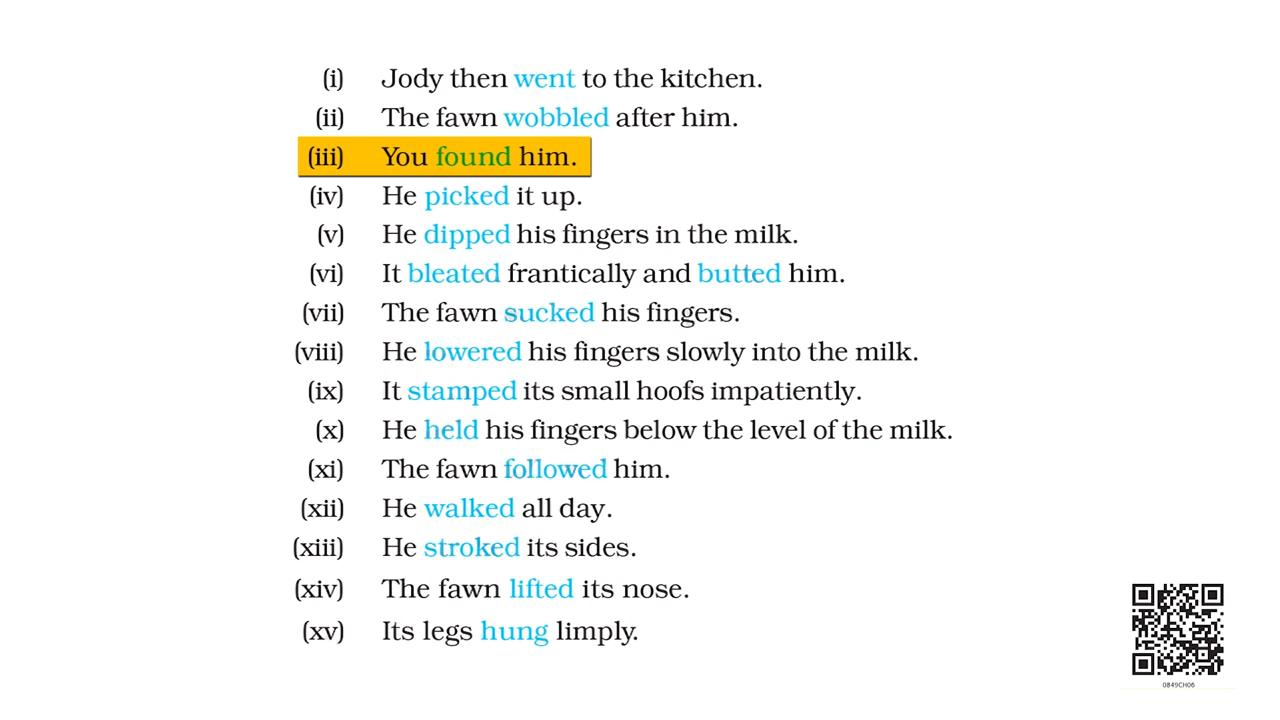 (i) Jody then went to the kitchen.
(ii) The fawn wobbled after him.
(iii) You found him.
(iv) He picked it up.
(v) He dipped his fingers in the milk.
(vi) It bleated frantically and butted him.
(vii) The fawn sucked his fingers.
(viii) He lowered his fingers slowly into the milk.
(ix) It stamped its small hoofs impatiently.
(x) He held his fingers below the level of the milk.
(xi) The fawn followed him.
(xii) He walked all day.
(xiii) He stroked its sides.
(xiv) The fawn lifted its nose.
(xv) Its legs hung limply.
0849CH06